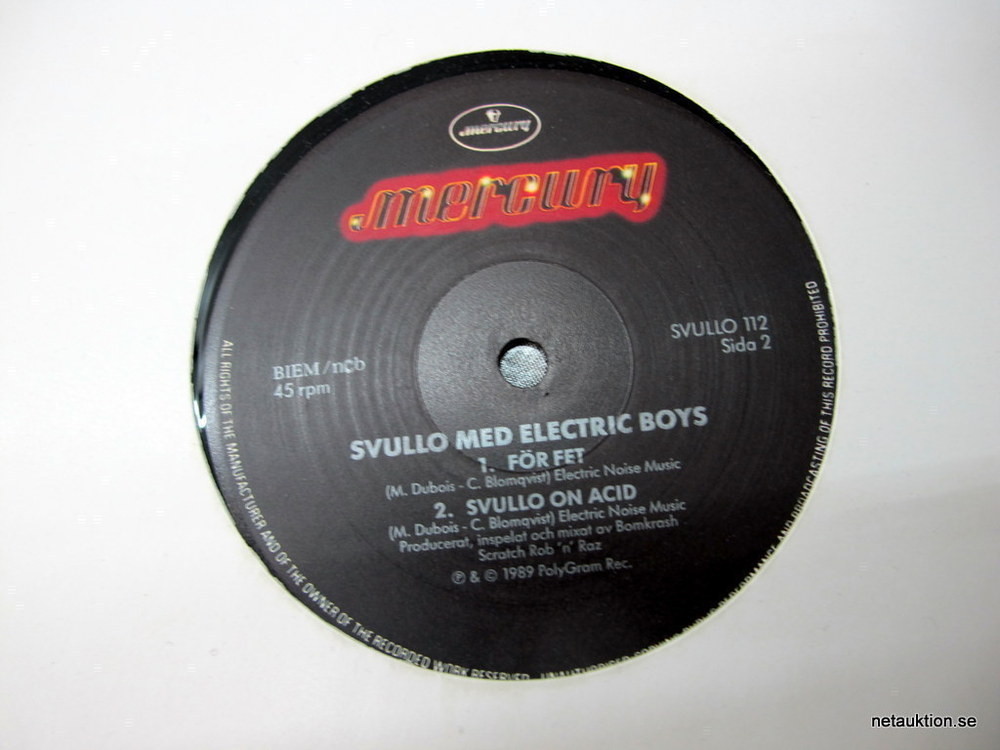 mercury
mercury
SVULLO 112
Sida 2
BIEM/ncb
45 rpm
SVULLO MED ELECTRIC BOYS
1. FÖR FET
(M. Dubois - C. Blomqvist) Electric Noise Music
2. SVULLO ON ACID
(M. Dubois - C. Blomqvist) Electric Noise Music
Producerat, inspelat och mixat av Bomkrash
Scratch Rob 'n' Raz
℗ & © 1989 PolyGram Rec.
ALL RIGHTS OF THE MANUFACTURER AND OF THE OWNER OF THE RECORDED WORK RESERVED. AND BROADCASTING OF THIS RECORD PROHIBITED
netauktion.se